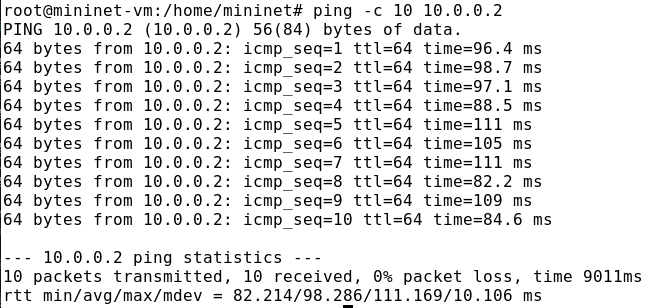 root@mininet-vm:/home/mininet# ping -c 10 10.0.0.2
PING 10.0.0.2 (10.0.0.2) 56(84) bytes of data.
64 bytes from 10.0.0.2: icmp_seq=1 ttl=64 time=96.4 ms
64 bytes from 10.0.0.2: icmp_seq=2 ttl=64 time=98.7 ms
64 bytes from 10.0.0.2: icmp_seq=3 ttl=64 time=97.1 ms
64 bytes from 10.0.0.2: icmp_seq=4 ttl=64 time=88.5 ms
64 bytes from 10.0.0.2: icmp_seq=5 ttl=64 time=111 ms
64 bytes from 10.0.0.2: icmp_seq=6 ttl=64 time=105 ms
64 bytes from 10.0.0.2: icmp_seq=7 ttl=64 time=111 ms
64 bytes from 10.0.0.2: icmp_seq=8 ttl=64 time=82.2 ms
64 bytes from 10.0.0.2: icmp_seq=9 ttl=64 time=109 ms
64 bytes from 10.0.0.2: icmp_seq=10 ttl=64 time=84.6 ms
--- 10.0.0.2 ping statistics ---
10 packets transmitted, 10 received, 0% packet loss, time 9011ms
rtt min/avg/max/mdev = 82.214/98.286/111.169/10.106 ms